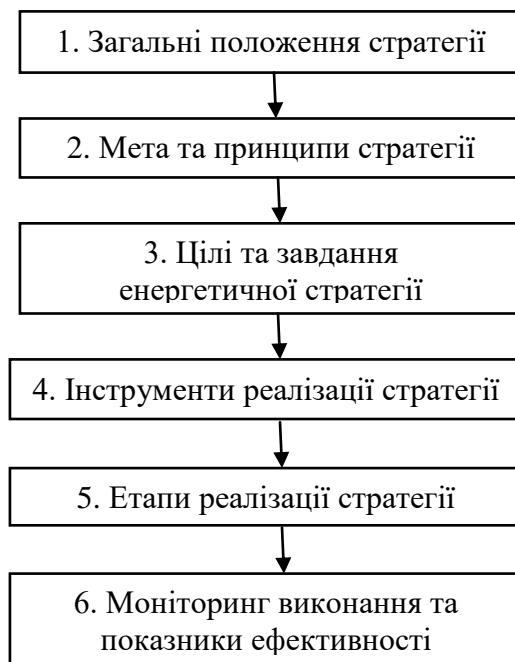 1. Загальні положення стратегії
2. Мета та принципи стратегії
3. Цілі та завдання
енергетичної стратегії
4. Інструменти реалізації стратегії
5. Етапи реалізації стратегії
6. Моніторинг виконання та
показники ефективності